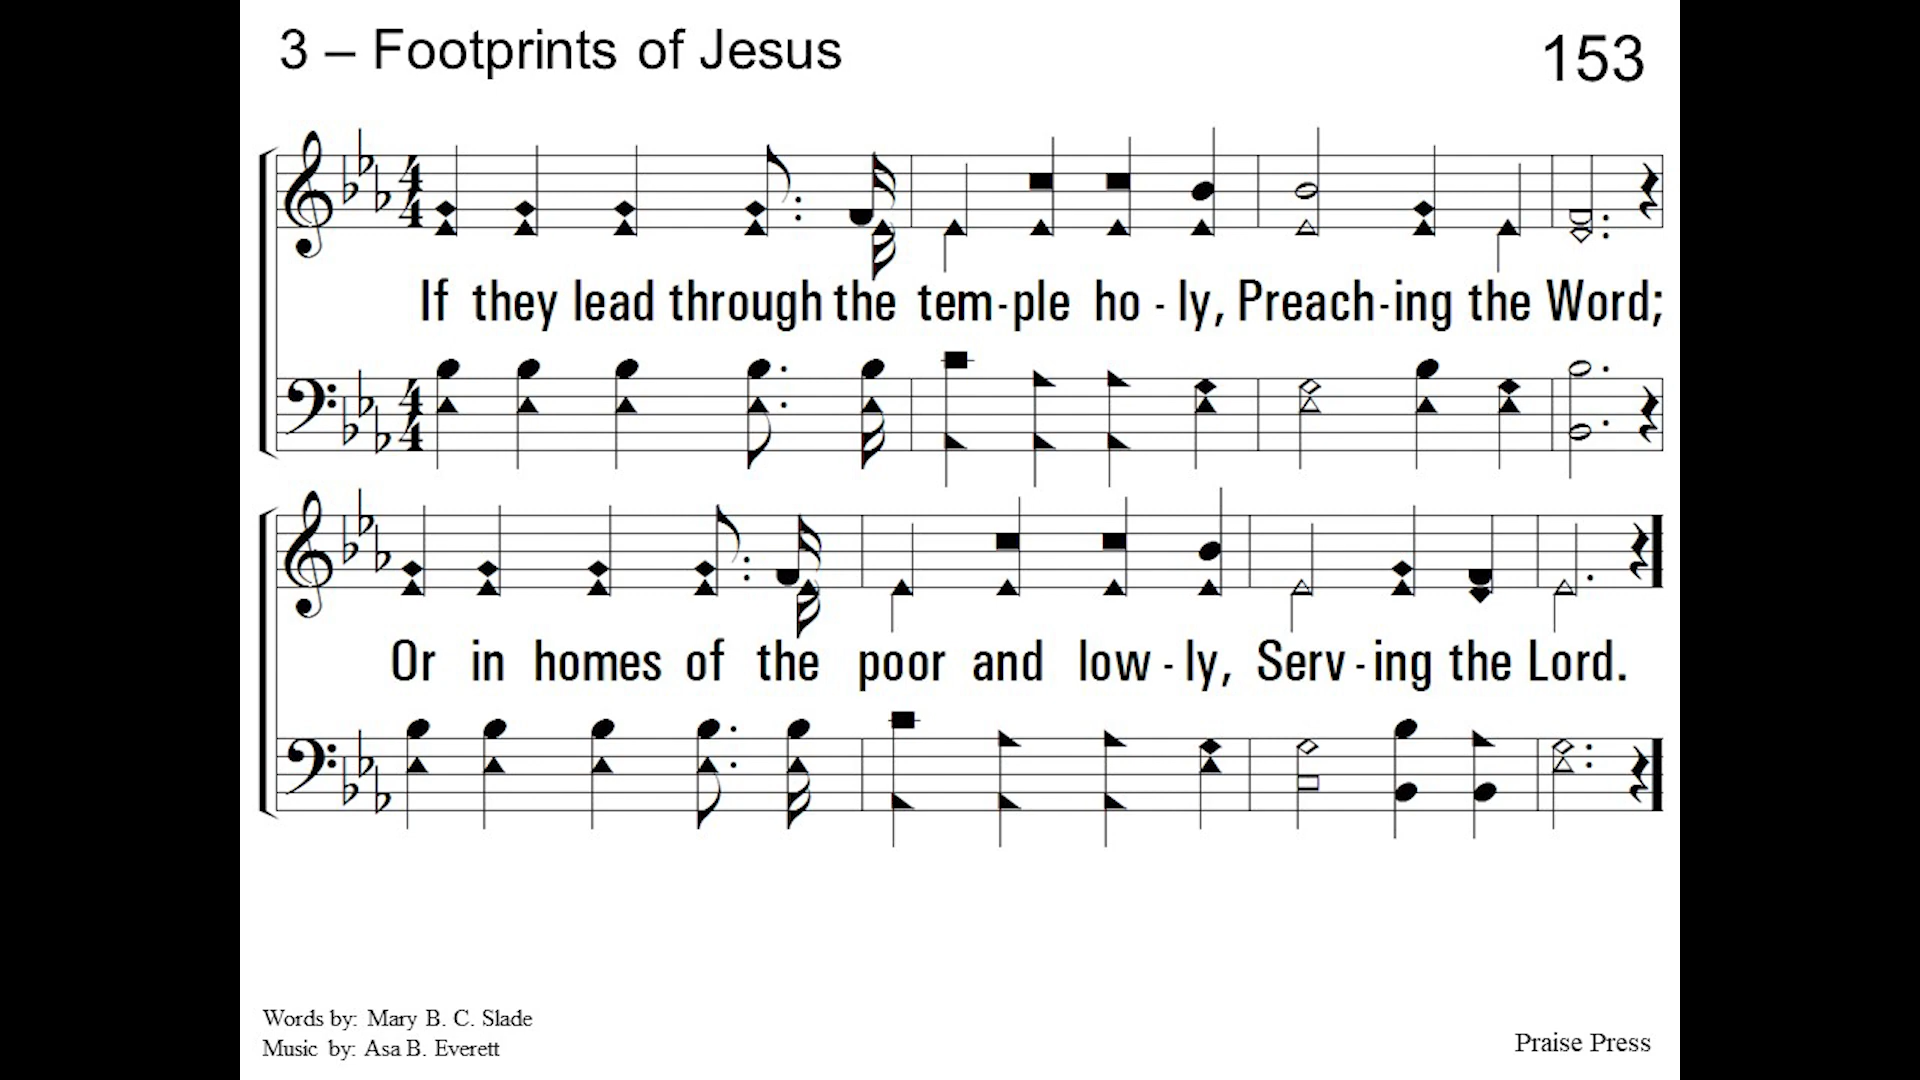 3 – Footprints of Jesus
153
If they lead through the tem-ple ho - ly, Preach-ing the Word;
Or in homes of the poor and low - ly, Serv - ing the Lord.
Words by: Mary B. C. Slade
Music by: Asa B. Everett
Praise Press